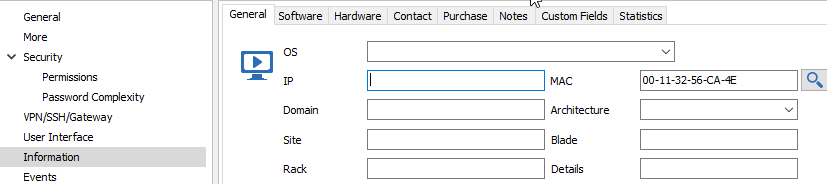 General
More
Security
Permissions
Password Complexity
VPN/SSH/Gateway
User Interface
Information
Events
General Software Hardware Contact Purchase Notes Custom Fields Statistics
OS
IP MAC 00-11-32-56-CA-4E
Domain Architecture
Site Blade
Rack Details